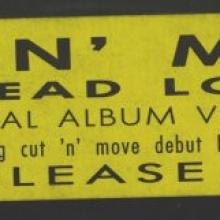 N' M
EAD LO
AL ALBUM V
g cut 'n' move debut
LEASE